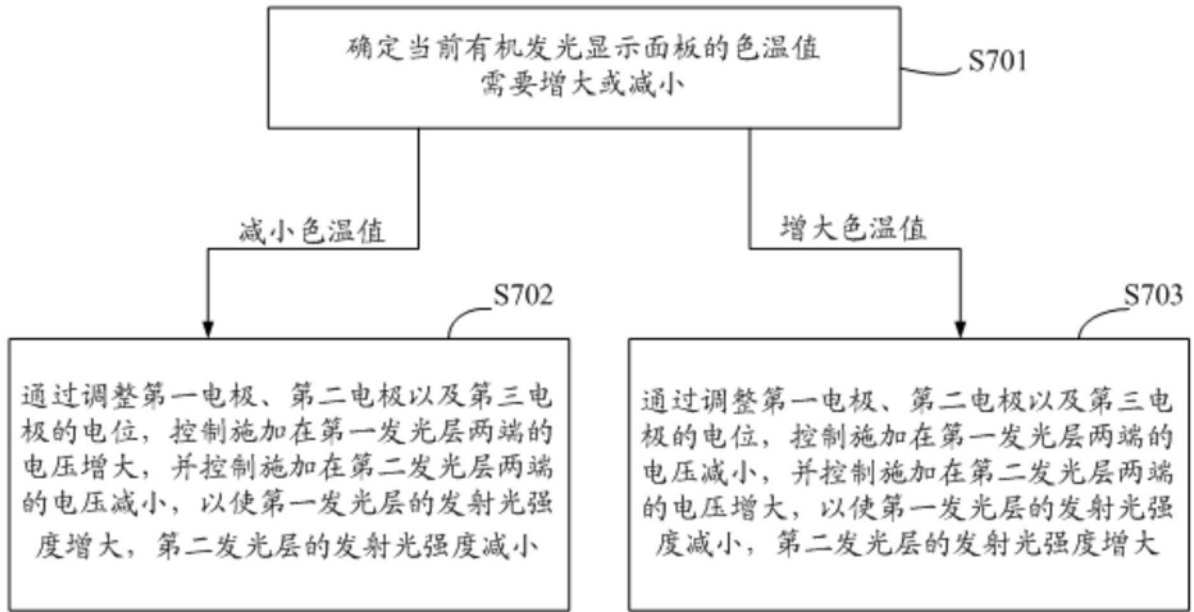 确定当前有机发光显示面板的色温值
需要增大或减小
S701
减小色温值
增大色温值
S702
S703
通过调整第一电极、第二电极以及第三电
极的电位，控制施加在第一发光层两端的
电压增大，并控制施加在第二发光层两端
的电压减小，以使第一发光层的发射光强
度增大，第二发光层的发射光强度减小
通过调整第一电极、第二电极以及第三电
极的电位，控制施加在第一发光层两端的
电压减小，并控制施加在第二发光层两端
的电压增大，以使第一发光层的发射光强
度减小，第二发光层的发射光强度增大